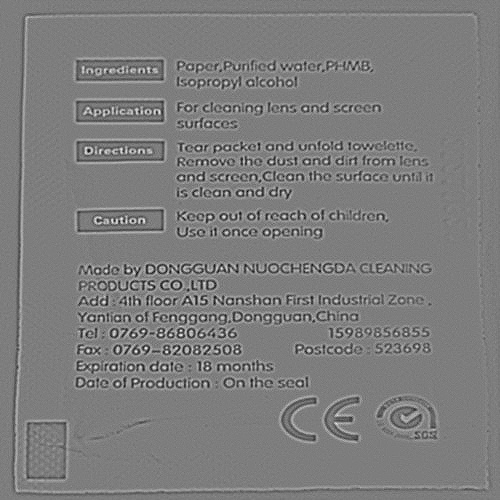 Ingredients Paper,Purified water,PHMB,
Isopropyl alcohol
Application For cleaning lens and screen
surfaces
Directions Tear packet and unfold towelette,
Remove the dust and dirt from lens
and screen,Clean the surface until it
is clean and dry
Caution Keep out of reach of children,
Use it once opening
Made by DONGGUAN NUOCHENGDA CLEANING
PRODUCTS CO.,LTD
Add : 4th floor A15 Nanshan First Industrial Zone ,
Yantian of Fenggang,Dongguan,China
Tel : 0769-86806436 15989856855
Fax : 0769-82082508 Postcode : 523698
Expiration date : 18 months
Date of Production : On the seal
CE SGS